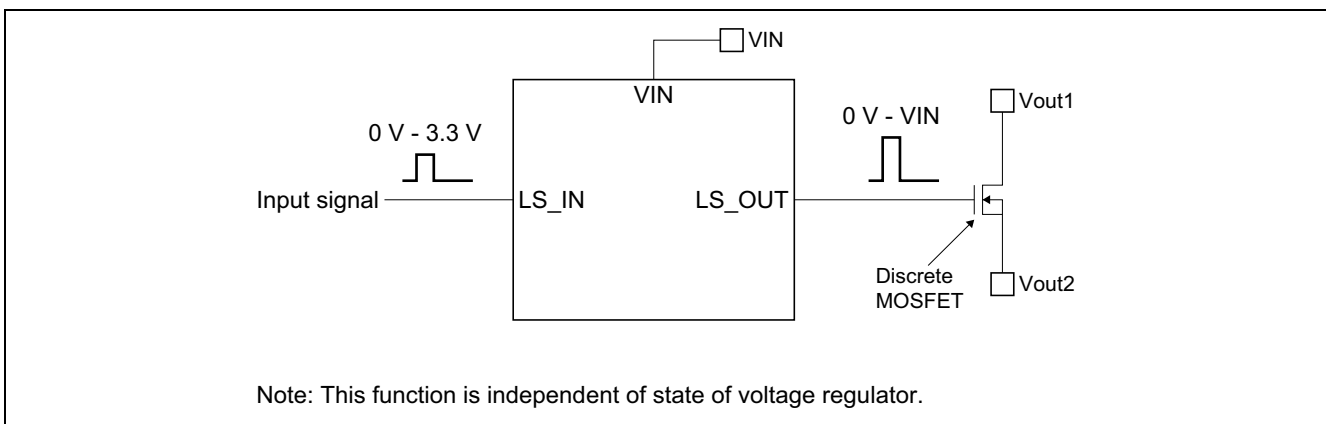 VIN
VIN
Vout1
0 V - VIN
0 V - 3.3 V
Input signal
LS_IN
LS_OUT
Discrete
MOSFET
Vout2
Note: This function is independent of state of voltage regulator.